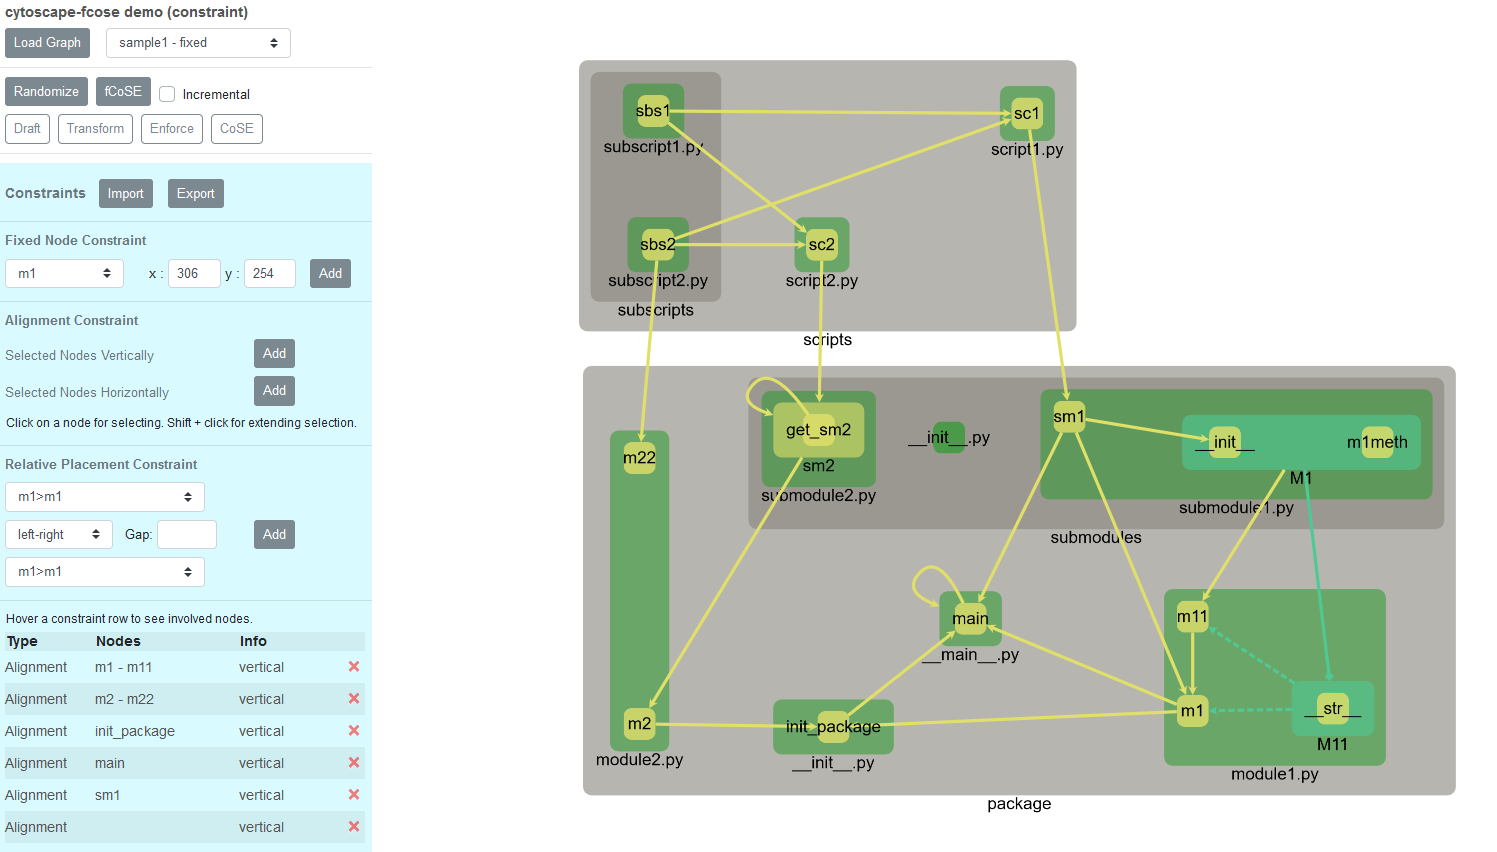 cytoscape-fcose demo (constraint)
Load Graph
sample1 - fixed
Randomize
fCoSE
Incremental
Draft
Transform
Enforce
CoSE
Constraints
Import
Export
Fixed Node Constraint
m1
x :
306
y :
254
Add
Alignment Constraint
Selected Nodes Vertically
Add
Selected Nodes Horizontally
Add
Click on a node for selecting. Shift + click for extending selection.
Relative Placement Constraint
m1>m1
left-right
Gap:
Add
m1>m1
Hover a constraint row to see involved nodes.
Type Nodes Info
Alignment m1 - m11 vertical
Alignment m2 - m22 vertical
Alignment init_package vertical
Alignment main vertical
Alignment sm1 vertical
Alignment vertical
sbs1
subscript1.py
sc1
script1.py
sbs2
subscript2.py
subscripts
sc2
script2.py
scripts
m22
get_sm2
sm2
submodule2.py
__init__.py
sm1
__init__
m1meth
M1
submodule1.py
submodules
main
__main__.py
m11
m2
module2.py
init_package
__init__.py
m1
__str__
M11
module1.py
package